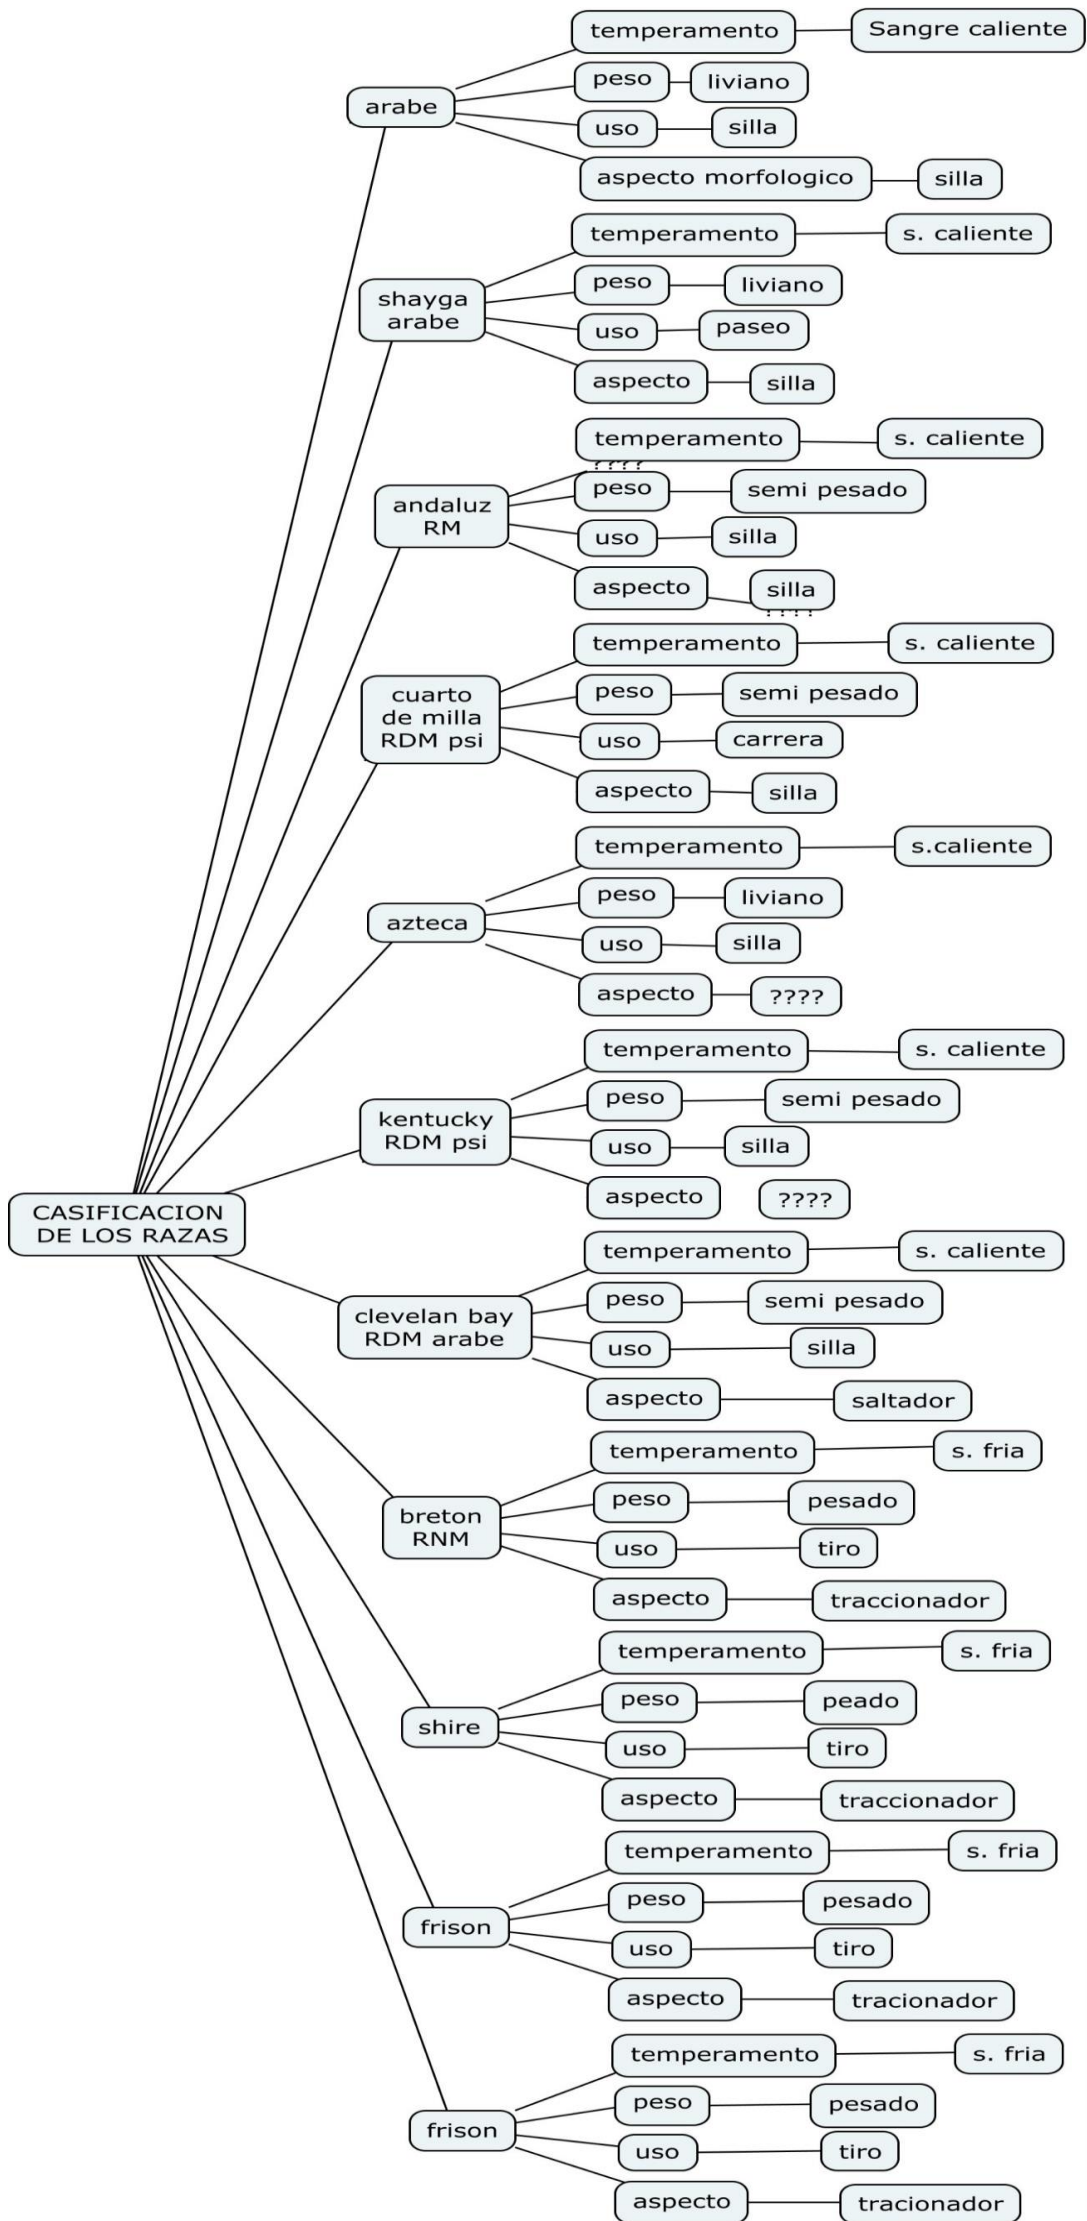 temperamento
Sangre caliente
arabe
peso
liviano
uso
silla
aspecto morfologico
silla
temperamento
s. caliente
shayga
arabe
peso
liviano
uso
paseo
aspecto
silla
temperamento
s. caliente
????
andaluz
RM
peso
semi pesado
uso
silla
aspecto
silla
????
temperamento
s. caliente
cuarto
de milla
RDM psi
peso
semi pesado
uso
carrera
aspecto
silla
temperamento
s.caliente
azteca
peso
liviano
uso
silla
aspecto
????
temperamento
s. caliente
kentucky
RDM psi
peso
semi pesado
uso
silla
aspecto
????
CASIFICACION
DE LOS RAZAS
temperamento
s. caliente
clevelan bay
RDM arabe
peso
semi pesado
uso
silla
aspecto
saltador
temperamento
s. fria
breton
RNM
peso
pesado
uso
tiro
aspecto
traccionador
temperamento
s. fria
shire
peso
peado
uso
tiro
aspecto
traccionador
temperamento
s. fria
frison
peso
pesado
uso
tiro
aspecto
tracionador
temperamento
s. fria
frison
peso
pesado
uso
tiro
aspecto
tracionador